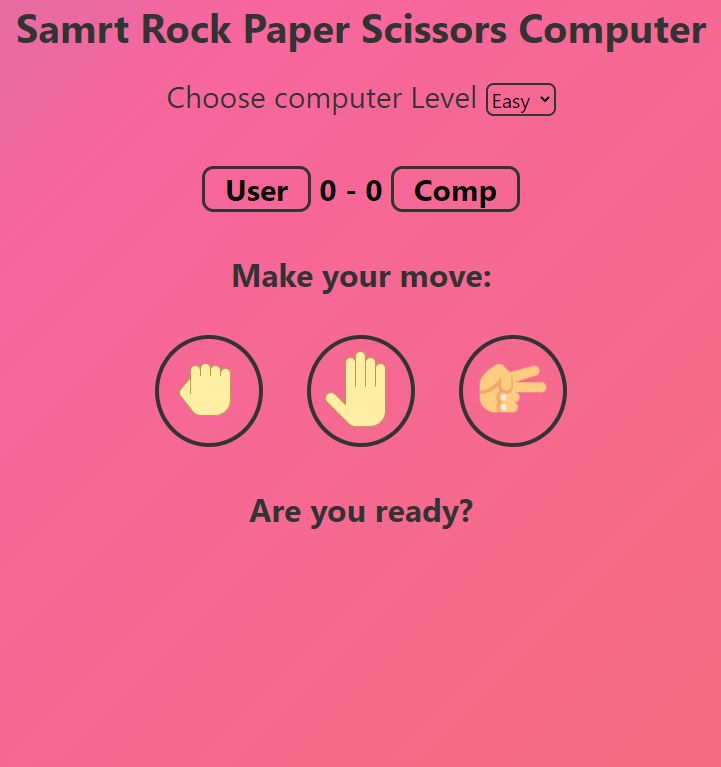 Samrt Rock Paper Scissors Computer
Choose computer Level Easy
User 0 - 0 Comp
Make your move:
Are you ready?